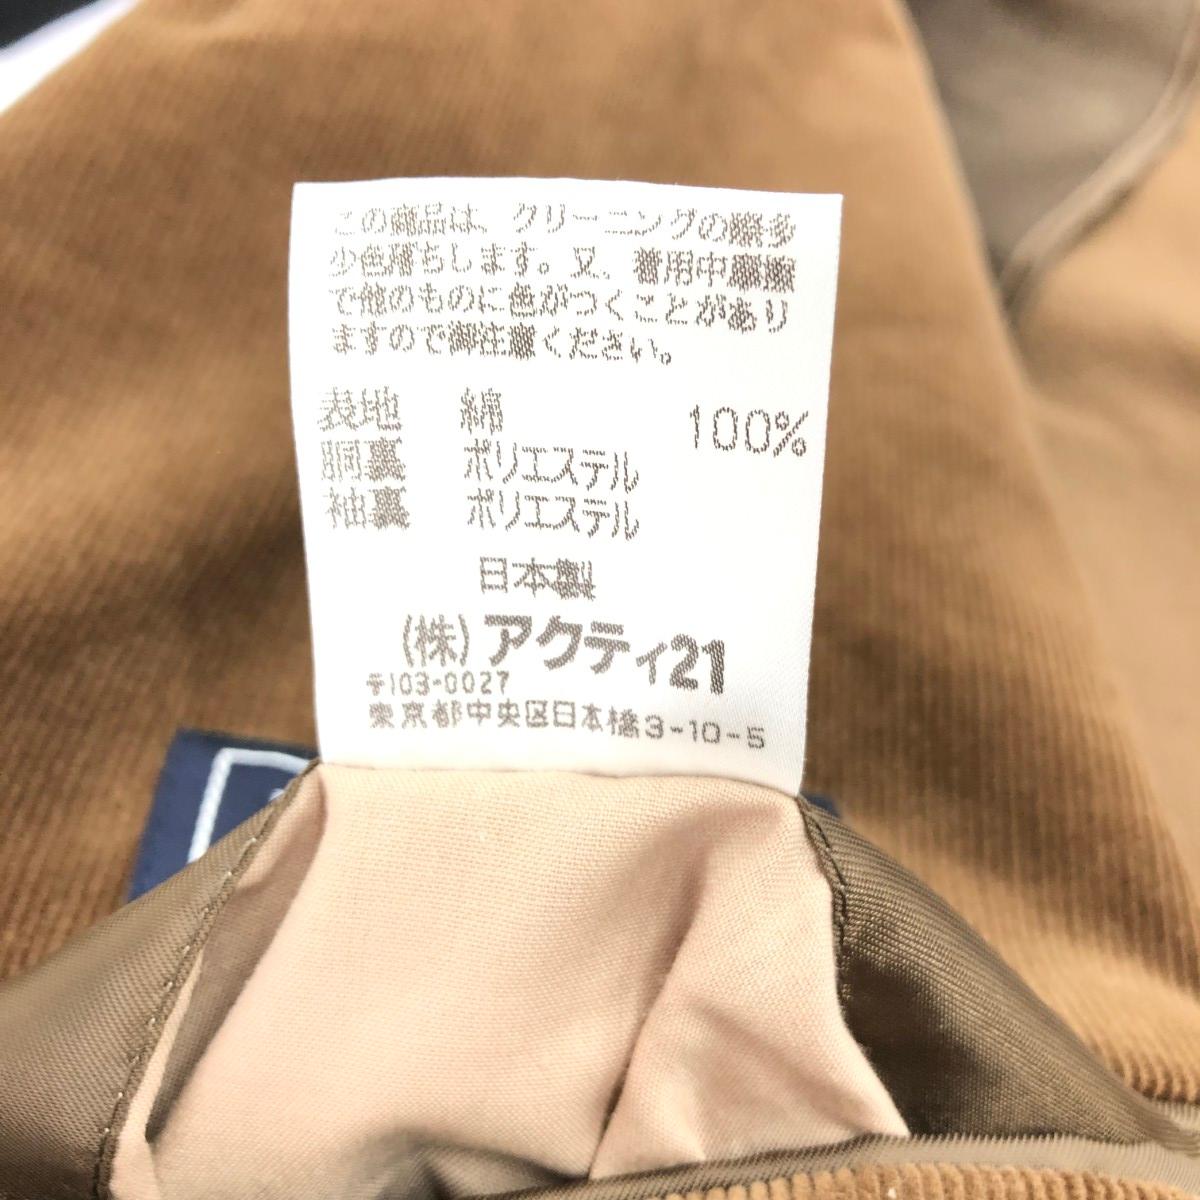 この商品は、クリーニングの際多
少色落ちします。又、着用中摩擦
で他のものに色がつくことがあり
ますので御注意ください。
表地 綿 100%
胴裏 ポリエステル
袖裏 ポリエステル
日本製
(株)アクティ21
〒103-0027
東京都中央区日本橋3-10-5